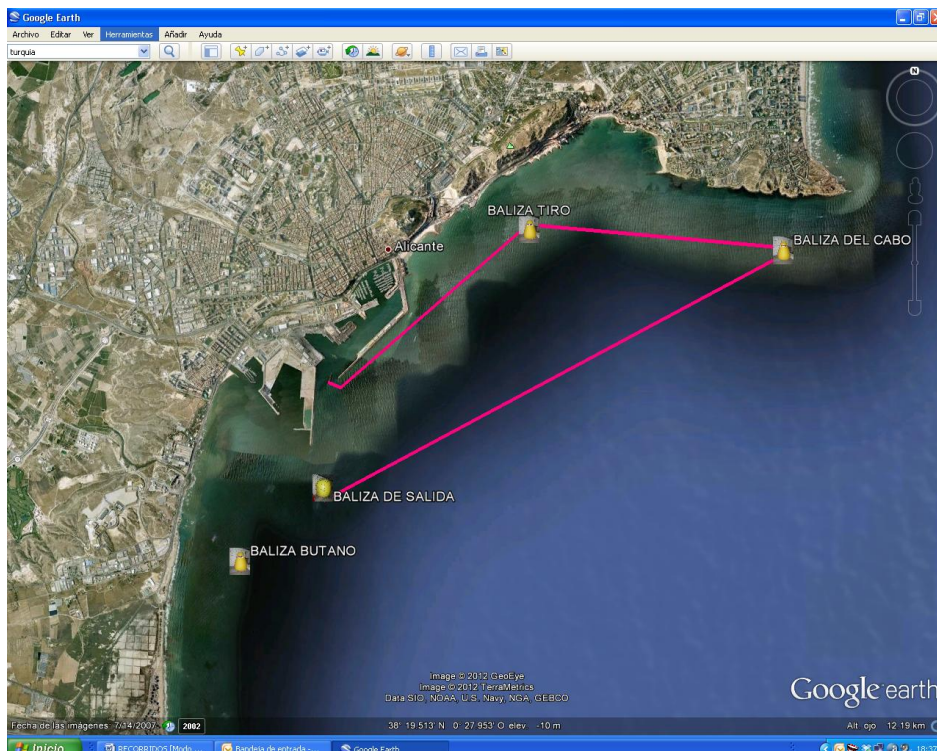 Google Earth
Archivo Editar Ver Herramientas Añadir Ayuda
turquia
N
BALIZA TIRO
BALIZA DEL CABO
Alicante
BALIZA DE SALIDA
BALIZA BUTANO
Image © 2012 GeoEye
Image © 2012 TerraMetrics
Data SIO, NOAA, U.S. Navy, NGA, GEBCO
Google earth
Fecha de las imágenes: 7/14/2007 2002 38° 19.513' N 0° 27.953' O elev -10 m Alt. ojo 12.19 km
Inicio RECORRIDOS [Modo ... Bandeja de entrada - ... Google Earth 18:30